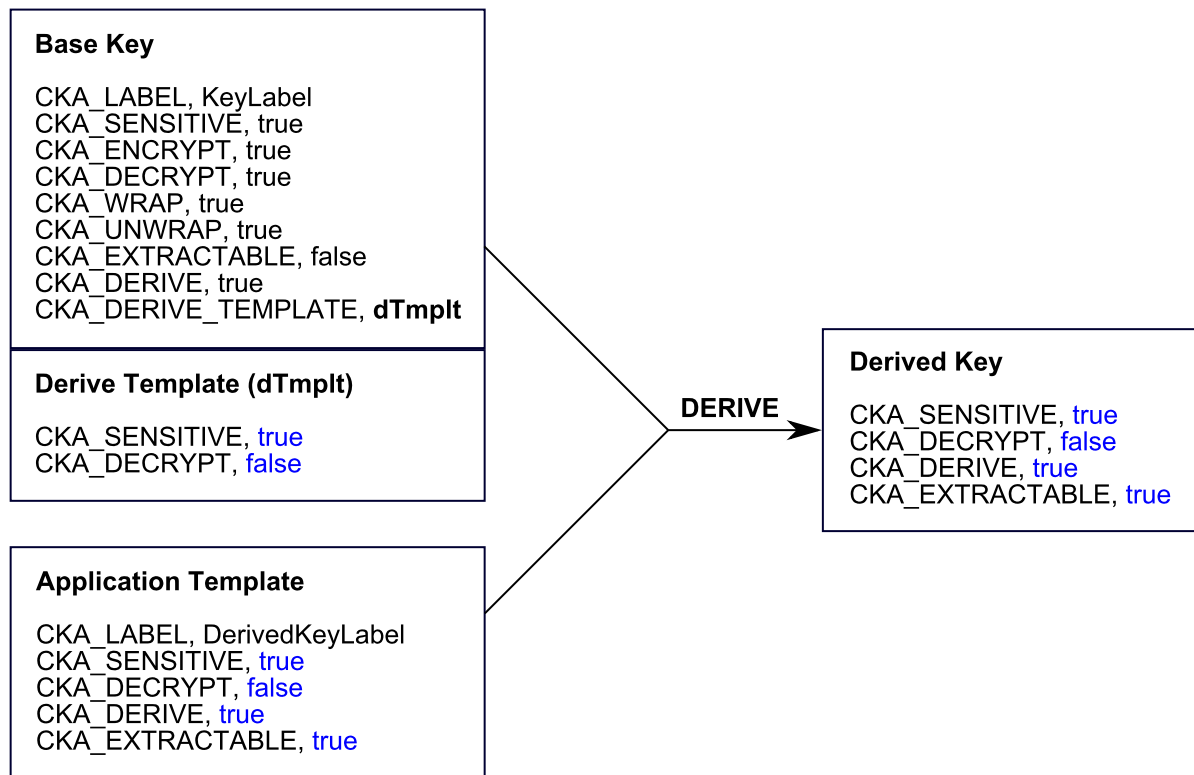 Base Key
CKA_LABEL, KeyLabel
CKA_SENSITIVE, true
CKA_ENCRYPT, true
CKA_DECRYPT, true
CKA_WRAP, true
CKA_UNWRAP, true
CKA_EXTRACTABLE, false
CKA_DERIVE, true
CKA_DERIVE_TEMPLATE, dTmplt
Derive Template (dTmplt)
CKA_SENSITIVE, true
CKA_DECRYPT, false
Application Template
CKA_LABEL, DerivedKeyLabel
CKA_SENSITIVE, true
CKA_DECRYPT, false
CKA_DERIVE, true
CKA_EXTRACTABLE, true
DERIVE
Derived Key
CKA_SENSITIVE, true
CKA_DECRYPT, false
CKA_DERIVE, true
CKA_EXTRACTABLE, true